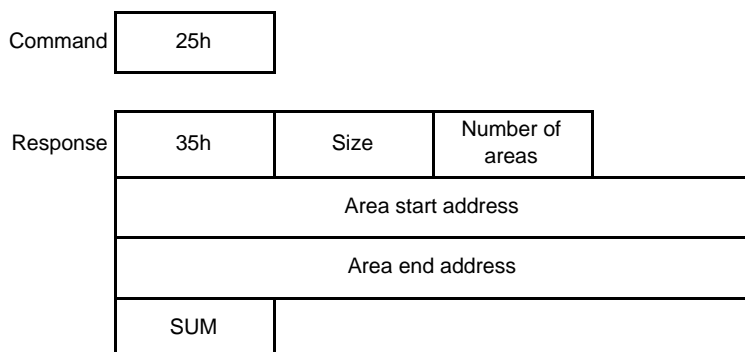 Command 25h
Response 35h Size Number of
areas
Area start address
Area end address
SUM